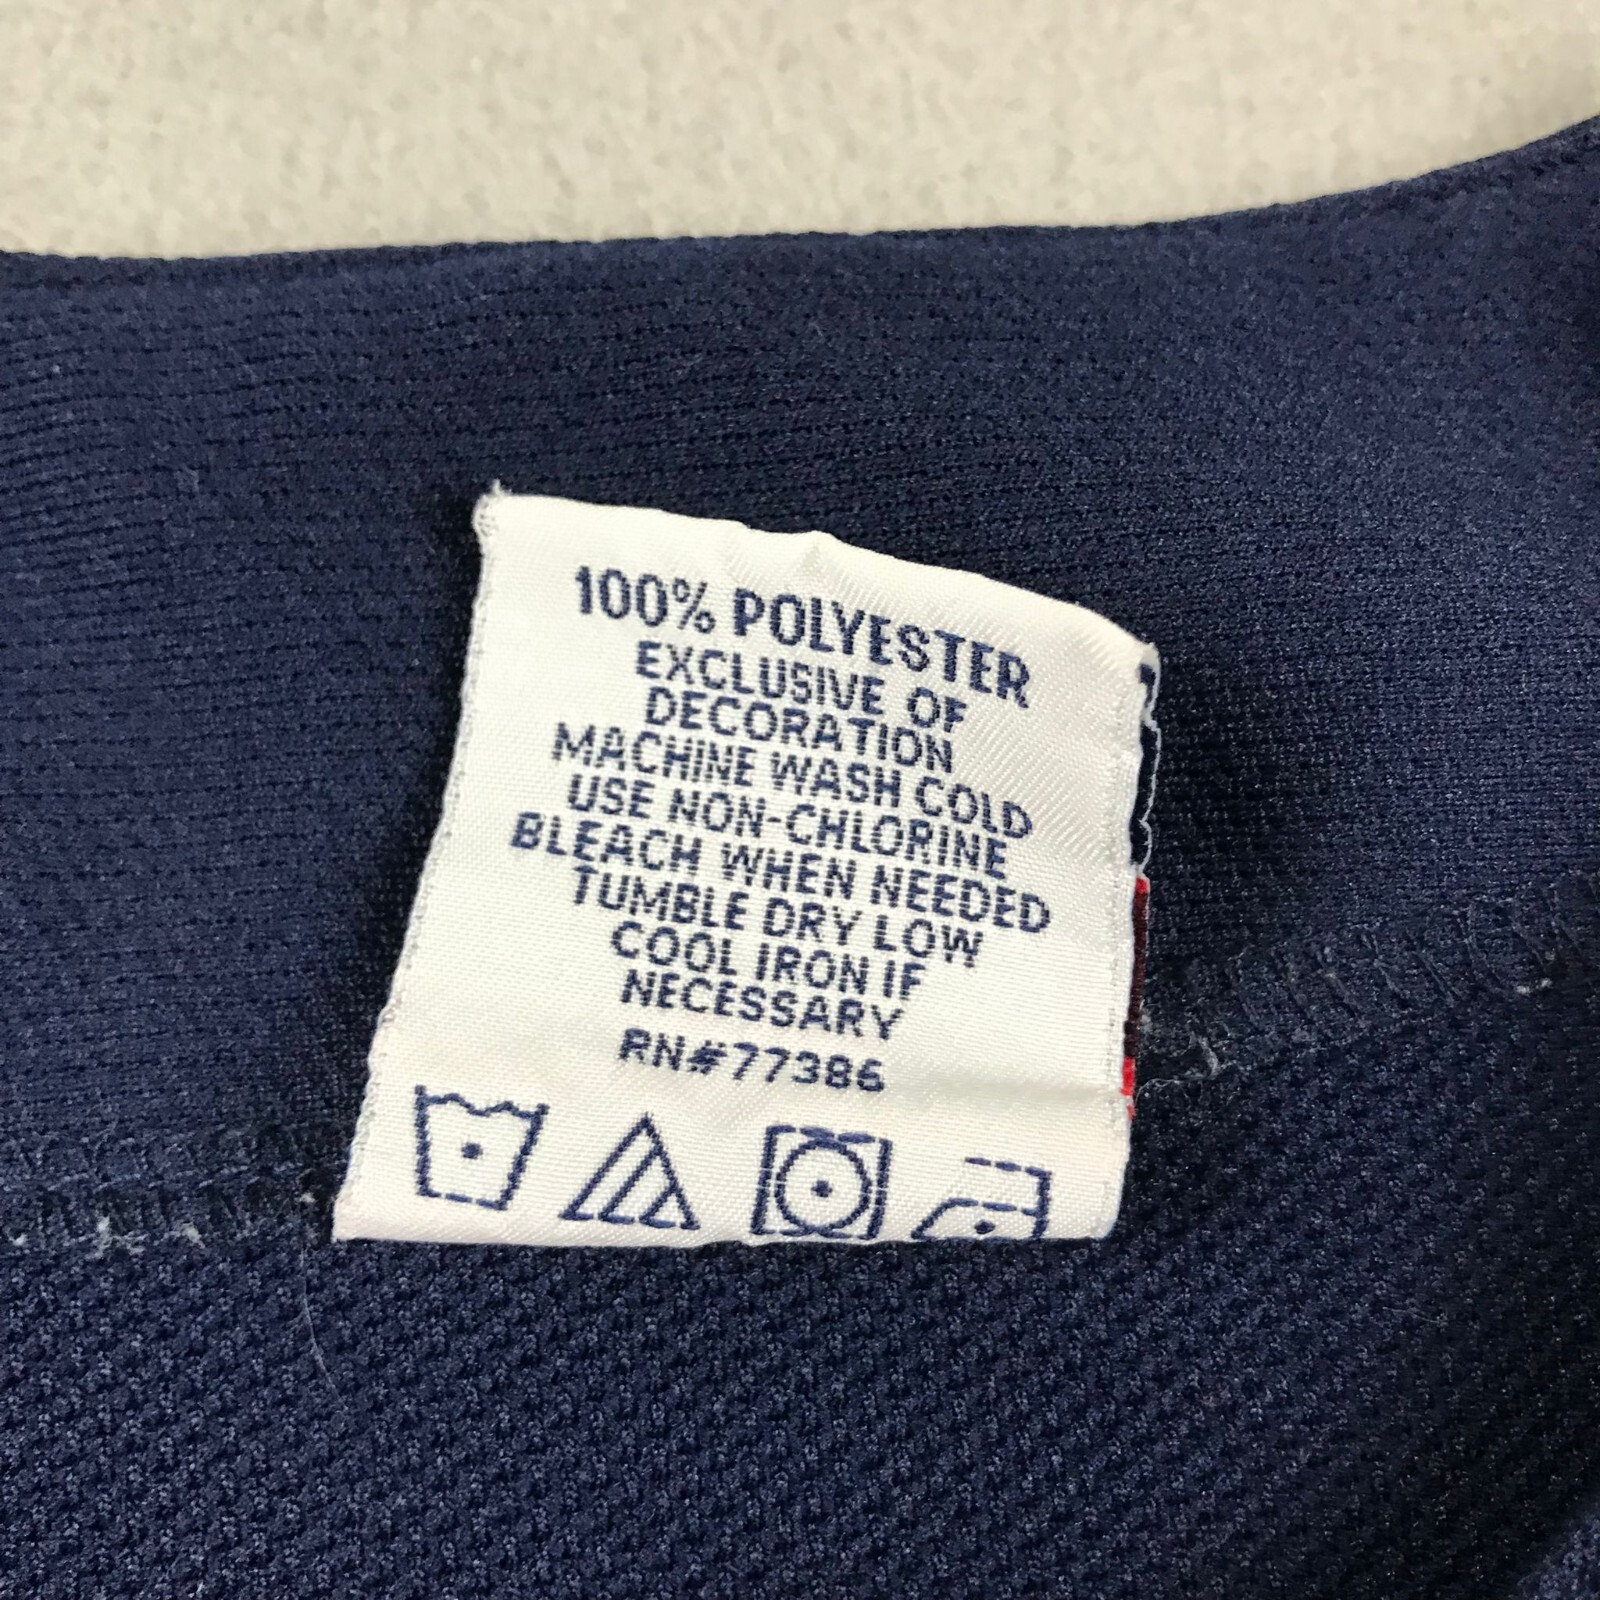 100% POLYESTER
EXCLUSIVE OF
DECORATION
MACHINE WASH COLD
USE NON-CHLORINE
BLEACH WHEN NEEDED
TUMBLE DRY LOW
COOL IRON IF
NECESSARY
RN#77386